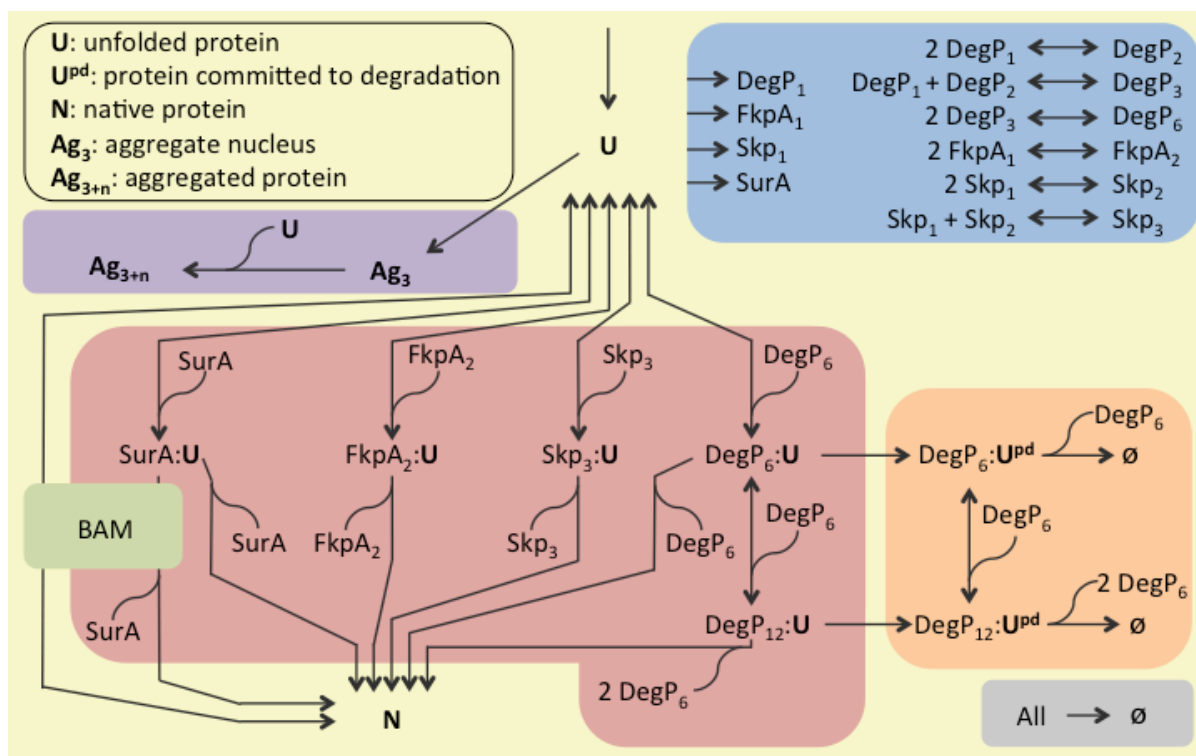 U: unfolded protein
Uᵖᵈ: protein committed to degradation
N: native protein
Ag₃: aggregate nucleus
Ag₃₊ₙ: aggregated protein
U
DegP₁
FkpA₁
Skp₁
SurA
2 DegP₁ ⟷ DegP₂
DegP₁ + DegP₂ ⟷ DegP₃
2 DegP₃ ⟷ DegP₆
2 FkpA₁ ⟷ FkpA₂
2 Skp₁ ⟷ Skp₂
Skp₁ + Skp₂ ⟷ Skp₃
U
Ag₃₊ₙ
Ag₃
SurA
FkpA₂
Skp₃
DegP₆
SurA:U
FkpA₂:U
Skp₃:U
DegP₆:U
DegP₆:Uᵖᵈ
DegP₆
ø
BAM
SurA
FkpA₂
Skp₃
DegP₆
DegP₆
DegP₆
SurA
DegP₁₂:U
DegP₁₂:Uᵖᵈ
2 DegP₆
ø
2 DegP₆
N
All → ø